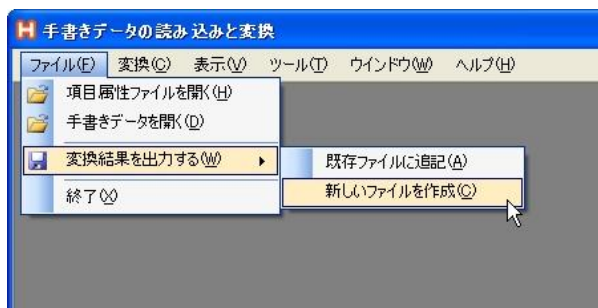 H 手書きデータの読み込みと変換
ファイル(F) 変換(C) 表示(V) ツール(T) ウインドウ(W) ヘルプ(H)
項目属性ファイルを開く(H)
手書きデータを開く(D)
変換結果を出力する(W)
既存ファイルに追記(A)
終了(X)
新しいファイルを作成(C)